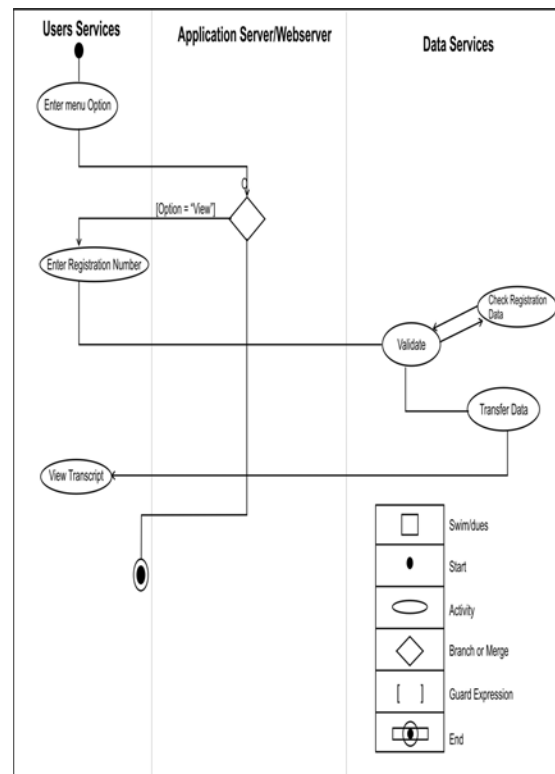 Users Services
Application Server/Webserver
Data Services
Enter menu Option
[Option = "View"]
Enter Registration Number
Check Registration
Data
Validate
Transfer Data
View Transcript
Swim/dues
Start
Activity
Branch or Merge
[ ]
Guard Expression
End